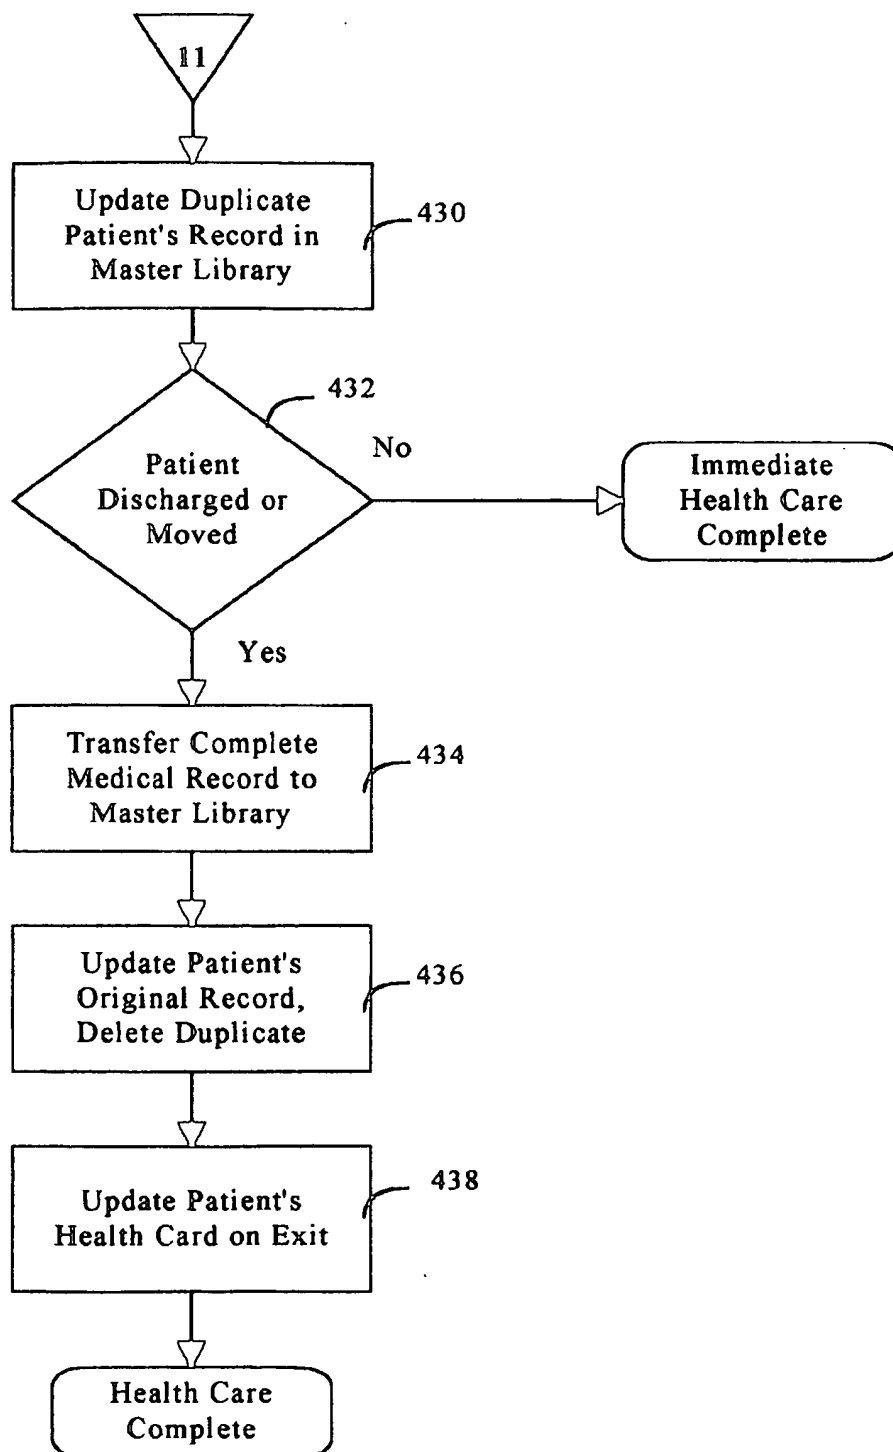 11
Update Duplicate
Patient's Record in
Master Library
430
432
Patient
Discharged or
Moved
No
Immediate
Health Care
Complete
Yes
Transfer Complete
Medical Record to
Master Library
434
Update Patient's
Original Record,
Delete Duplicate
436
Update Patient's
Health Card on Exit
438
Health Care
Complete